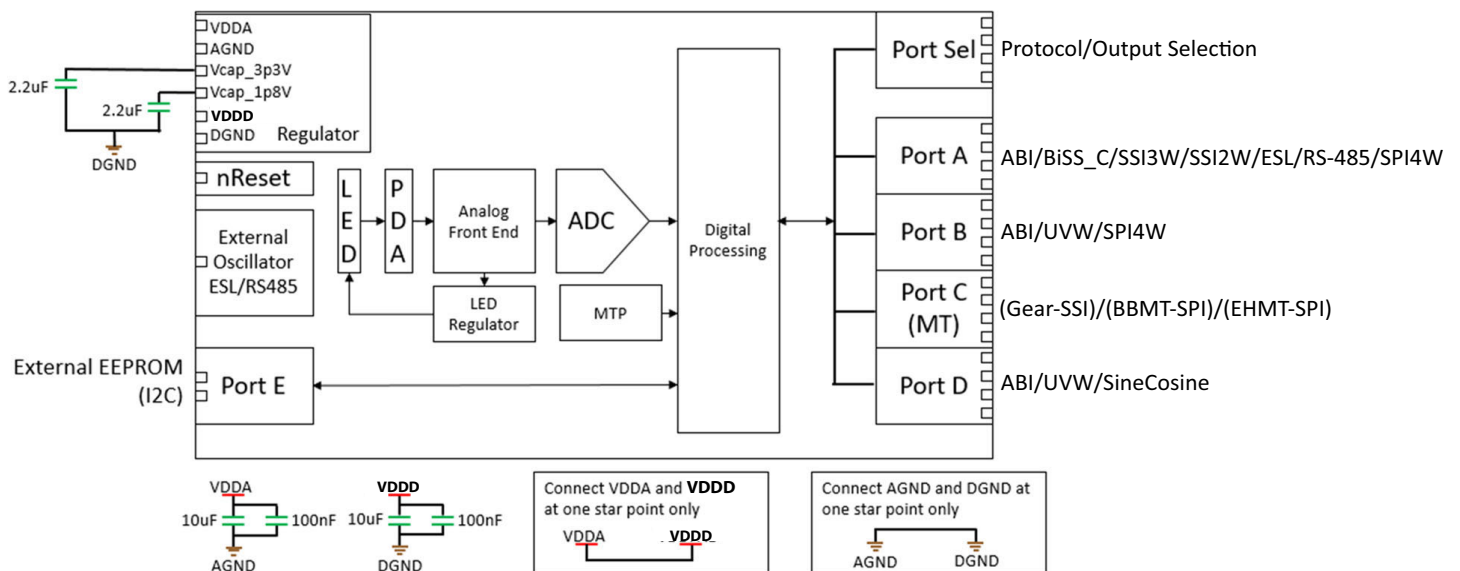 VDDA
AGND
Vcap_3p3V
Vcap_1p8V
VDDD
DGND
Regulator
2.2uF
2.2uF
DGND
nReset
External
Oscillator
ESL/RS485
External EEPROM
(I2C)
Port E
L
E
D
P
D
A
Analog
Front End
ADC
LED
Regulator
MTP
Digital
Processing
Port Sel
Protocol/Output Selection
Port A
ABI/BiSS_C/SSI3W/SSI2W/ESL/RS-485/SPI4W
Port B
ABI/UVW/SPI4W
Port C
(MT)
(Gear-SSI)/(BBMT-SPI)/(EHMT-SPI)
Port D
ABI/UVW/SineCosine
VDDA
10uF
100nF
AGND
VDDD
10uF
100nF
DGND
Connect VDDA and VDDD
at one star point only
VDDA
VDDD
Connect AGND and DGND at
one star point only
AGND
DGND